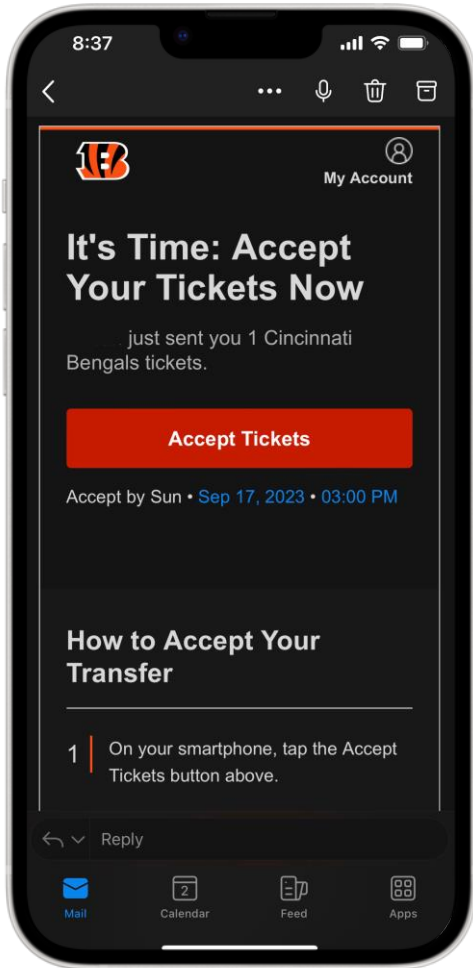 8:37
My Account
It's Time: Accept
Your Tickets Now
just sent you 1 Cincinnati
Bengals tickets.
Accept Tickets
Accept by Sun • Sep 17, 2023 • 03:00 PM
How to Accept Your
Transfer
1
On your smartphone, tap the Accept
Tickets button above.
Reply
2
Mail
Calendar
Feed
Apps